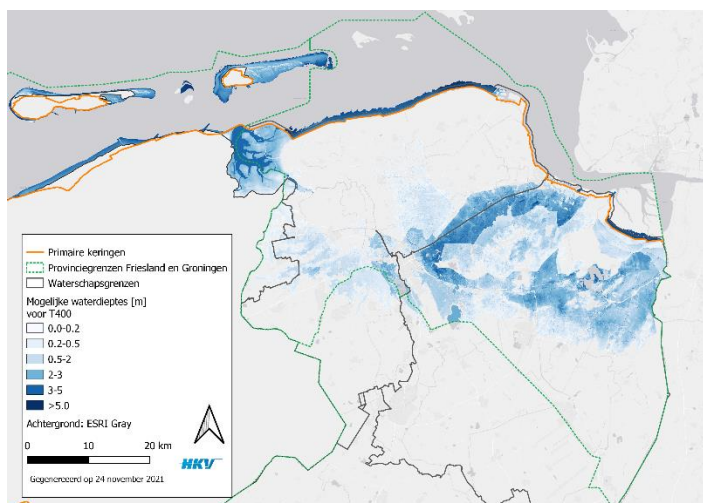 Primaire keringen
Provinciegrenzen Friesland en Groningen
Waterschapsgrenzen
Mogelijke waterdieptes [m]
voor T400
0.0-0.2
0.2-0.5
0.5-2
2-3
3-5
>5.0
Achtergrond: ESRI Gray
0 10 20 km
HKV
Gegenereerd op 24 november 2021